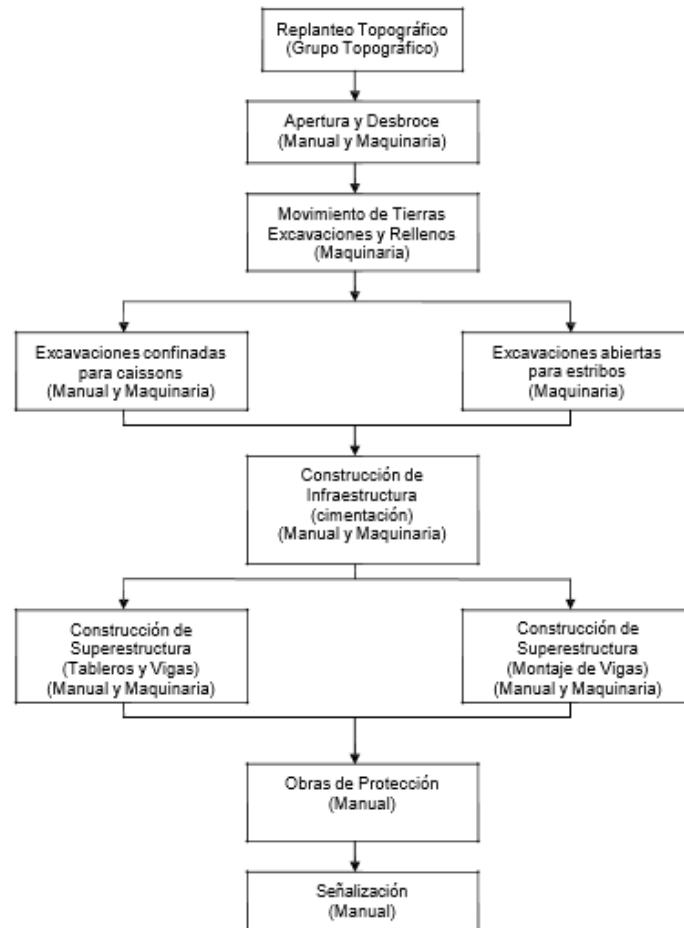 Replanteo Topográfico
(Grupo Topográfico)
Apertura y Desbroce
(Manual y Maquinaria)
Movimiento de Tierras
Excavaciones y Rellenos
(Maquinaria)
Excavaciones confinadas
para caissons
(Manual y Maquinaria)
Excavaciones abiertas
para estribos
(Maquinaria)
Construcción de
Infraestructura
(cimentación)
(Manual y Maquinaria)
Construcción de
Superestructura
(Tableros y Vigas)
(Manual y Maquinaria)
Construcción de
Superestructura
(Montaje de Vigas)
(Manual y Maquinaria)
Obras de Protección
(Manual)
Señalización
(Manual)